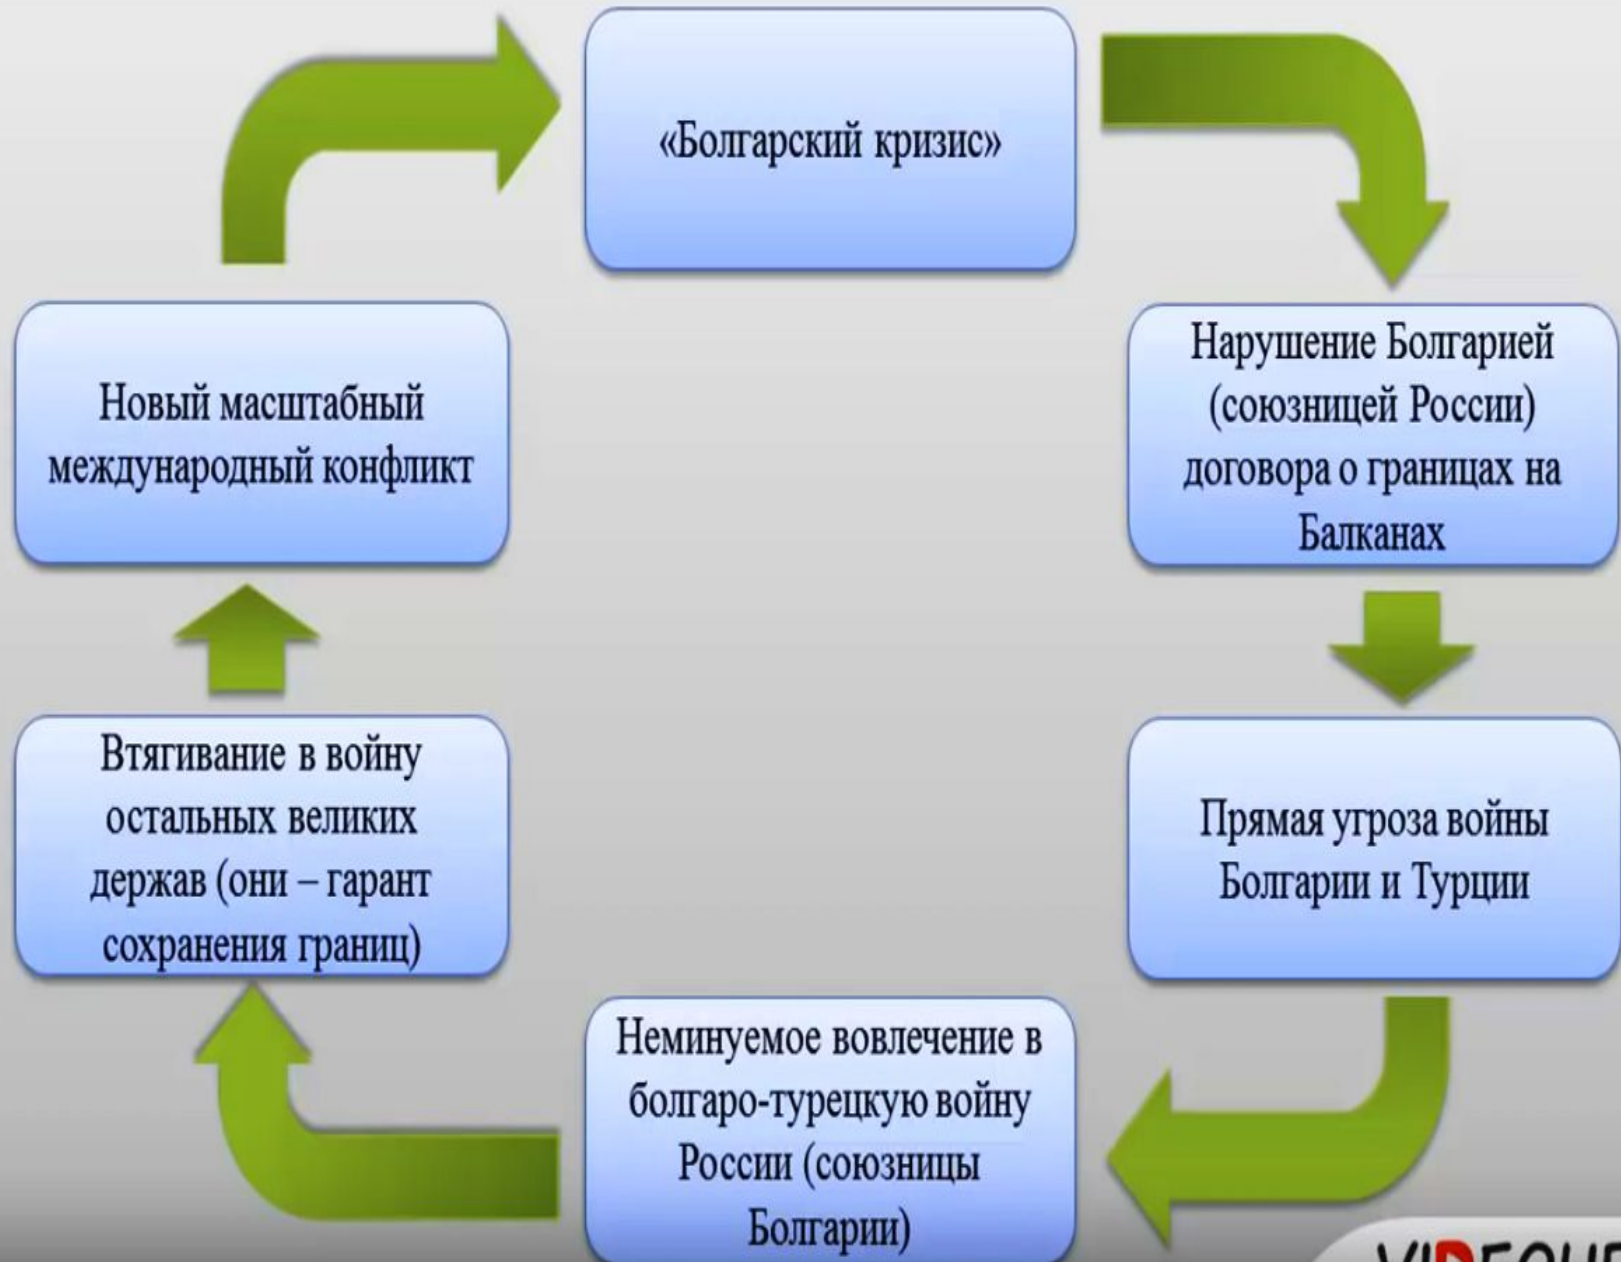 «Болгарский кризис»
Нарушение Болгарией
(союзницей России)
договора о границах на
Балканах
Прямая угроза войны
Болгарии и Турции
Неминуемое вовлечение в
болгаро-турецкую войну
России (союзницы
Болгарии)
Втягивание в войну
остальных великих
держав (они – гарант
сохранения границ)
Новый масштабный
международный конфликт